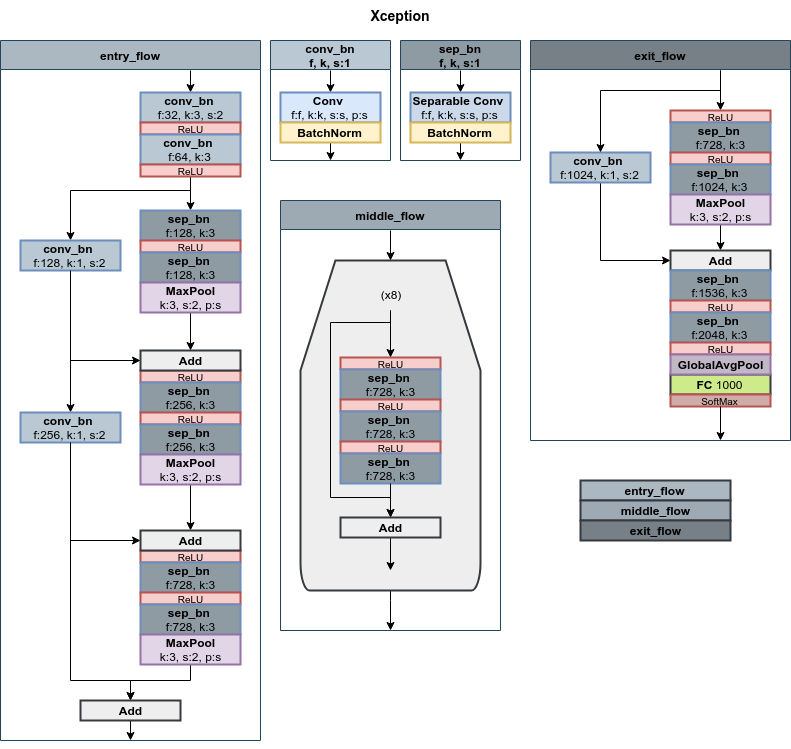 Xception
entry_flow
conv_bn
f:32, k:3, s:2
ReLU
conv_bn
f:64, k:3
ReLU
sep_bn
f:128, k:3
ReLU
sep_bn
f:128, k:3
MaxPool
k:3, s:2, p:s
conv_bn
f:128, k:1, s:2
Add
ReLU
sep_bn
f:256, k:3
ReLU
sep_bn
f:256, k:3
MaxPool
k:3, s:2, p:s
conv_bn
f:256, k:1, s:2
Add
ReLU
sep_bn
f:728, k:3
ReLU
sep_bn
f:728, k:3
MaxPool
k:3, s:2, p:s
Add
conv_bn
f, k, s:1
Conv
f:f, k:k, s:s, p:s
BatchNorm
sep_bn
f, k, s:1
Separable Conv
f:f, k:k, s:s, p:s
BatchNorm
middle_flow
(x8)
ReLU
sep_bn
f:728, k:3
ReLU
sep_bn
f:728, k:3
ReLU
sep_bn
f:728, k:3
Add
exit_flow
ReLU
sep_bn
f:728, k:3
ReLU
sep_bn
f:1024, k:3
MaxPool
k:3, s:2, p:s
conv_bn
f:1024, k:1, s:2
Add
sep_bn
f:1536, k:3
ReLU
sep_bn
f:2048, k:3
ReLU
GlobalAvgPool
FC 1000
SoftMax
entry_flow
middle_flow
exit_flow